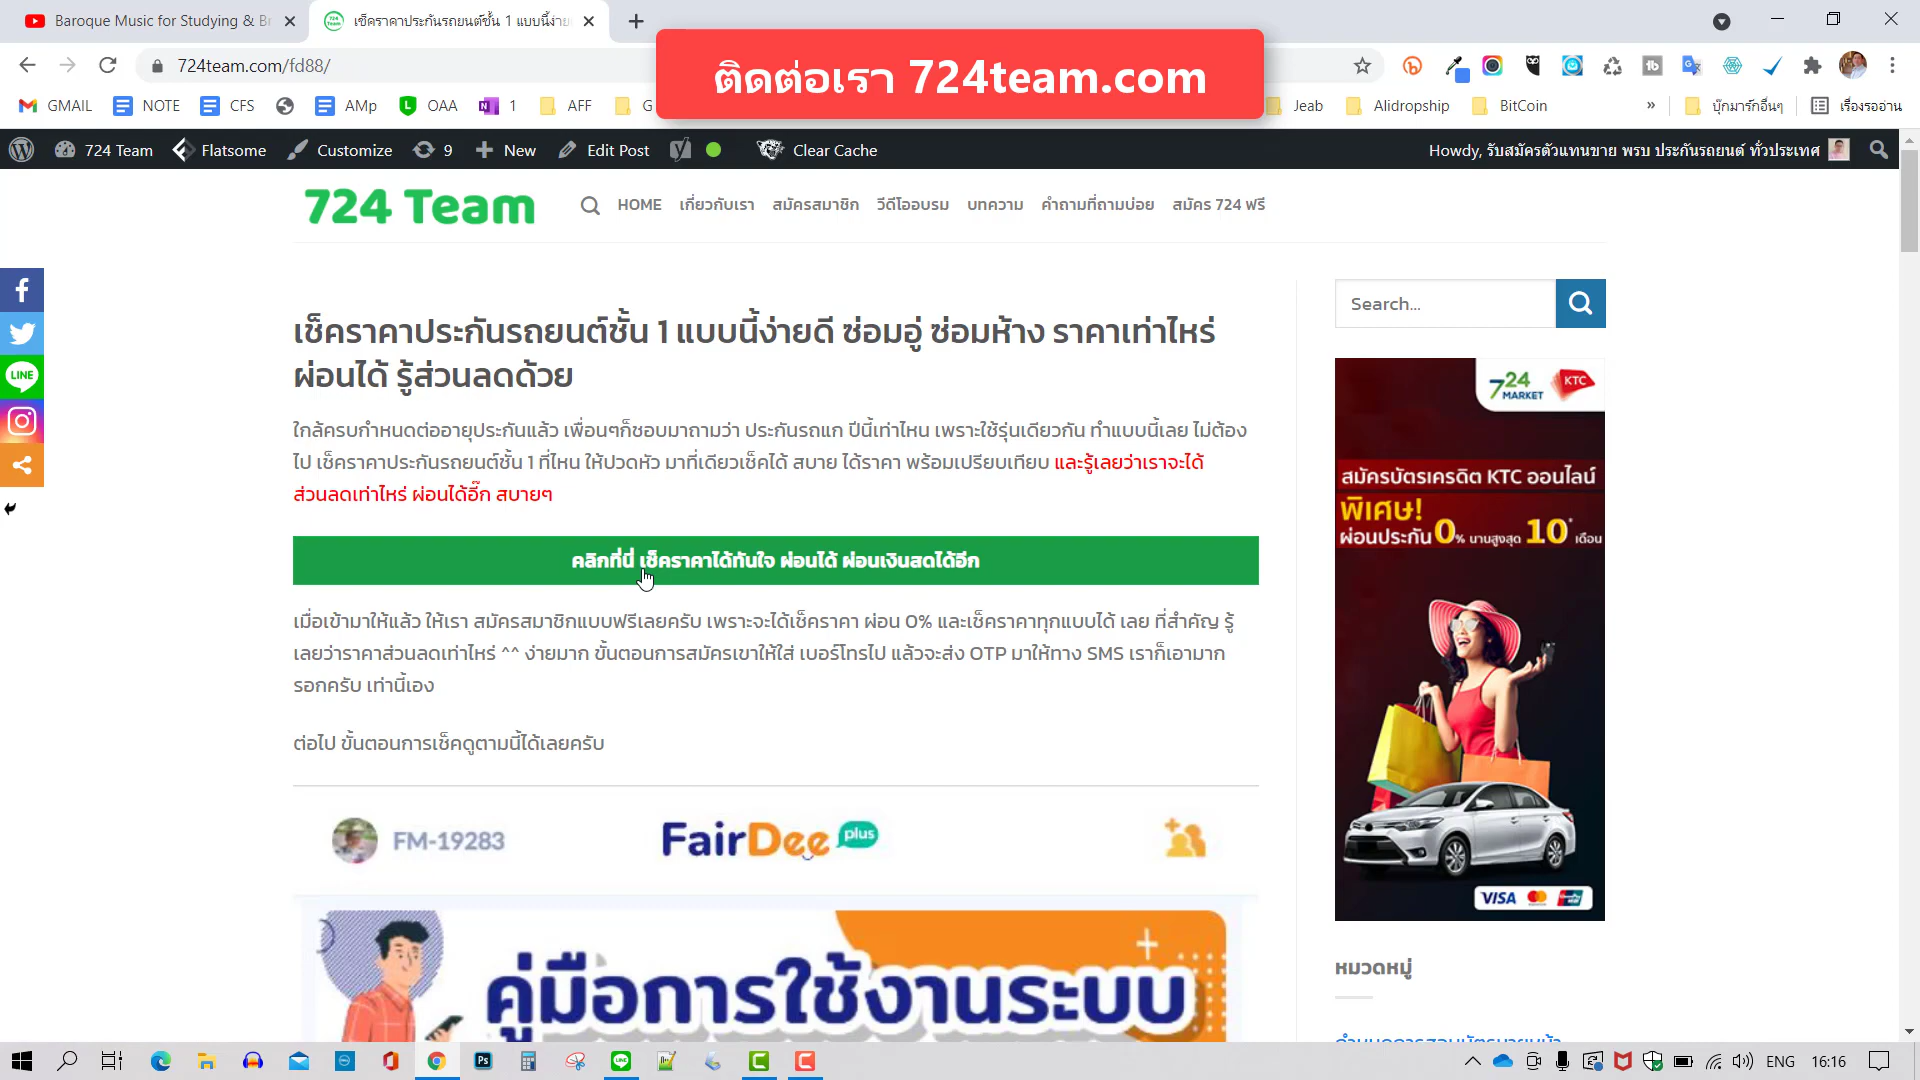 Baroque Music for Studying & Br
เช็คราคาประกันรถยนต์ชั้น 1 แบบนี้ง่าย
724team.com/fd88/
ติดต่อเรา 724team.com
GMAIL NOTE CFS AMp OAA 1 AFF G Jeab Alidropship BitCoin » บุ๊กมาร์กอื่นๆ เรื่องรออ่าน
724 Team Flatsome Customize 9 New Edit Post Clear Cache Howdy, รับสมัครตัวแทนขาย พรบ ประกันรถยนต์ ทั่วประเทศ
724 Team HOME เกี่ยวกับเรา สมัครสมาชิก วีดีโออบรม บทความ คำถามที่ถามบ่อย สมัคร 724 ฟรี
Search...
เช็คราคาประกันรถยนต์ชั้น 1 แบบนี้ง่ายดี ซ่อมอู่ ซ่อมห้าง ราคาเท่าไหร่
ผ่อนได้ รู้ส่วนลดด้วย
ใกล้ครบกำหนดต่ออายุประกันแล้ว เพื่อนๆก็ชอบมาถามว่า ประกันรถแก ปีนี้เท่าไหน เพราะใช้รุ่นเดียวกัน ทำแบบนี้เลย ไม่ต้อง
ไป เช็คราคาประกันรถยนต์ชั้น 1 ที่ไหน ให้ปวดหัว มาที่เดียวเช็คได้ สบาย ได้ราคา พร้อมเปรียบเทียบ และรู้เลยว่าเราจะได้
ส่วนลดเท่าไหร่ ผ่อนได้อี๊ก สบายๆ
คลิกที่นี่ เช็คราคาได้ทันใจ ผ่อนได้ ผ่อนเงินสดได้อีก
เมื่อเข้ามาให้แล้ว ให้เรา สมัครสมาชิกแบบฟรีเลยครับ เพราะจะได้เช็คราคา ผ่อน 0% และเช็คราคาทุกแบบได้ เลย ที่สำคัญ รู้
เลยว่าราคาส่วนลดเท่าไหร่ ^^ ง่ายมาก ขั้นตอนการสมัครเขาให้ใส่ เบอร์โทรไป แล้วจะส่ง OTP มาให้ทาง SMS เราก็เอามาก
รอกครับ เท่านี้เอง
ต่อไป ขั้นตอนการเช็คดูตามนี้ได้เลยครับ
FM-19283 FairDee plus
คู่มือการใช้งานระบบ
724 MARKET KTC
สมัครบัตรเครดิต KTC ออนไลน์
พิเศษ!
ผ่อนประกัน 0% นานสูงสุด 10* เดือน
VISA
หมวดหมู่
LINE
ENG 16:16